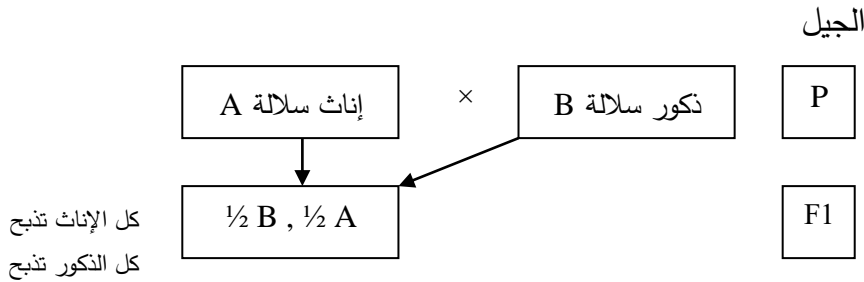 الجيل
P ذكور سلالة B × إناث سلالة A
F1 ½ B , ½ A كل الإناث تذبح
كل الذكور تذبح